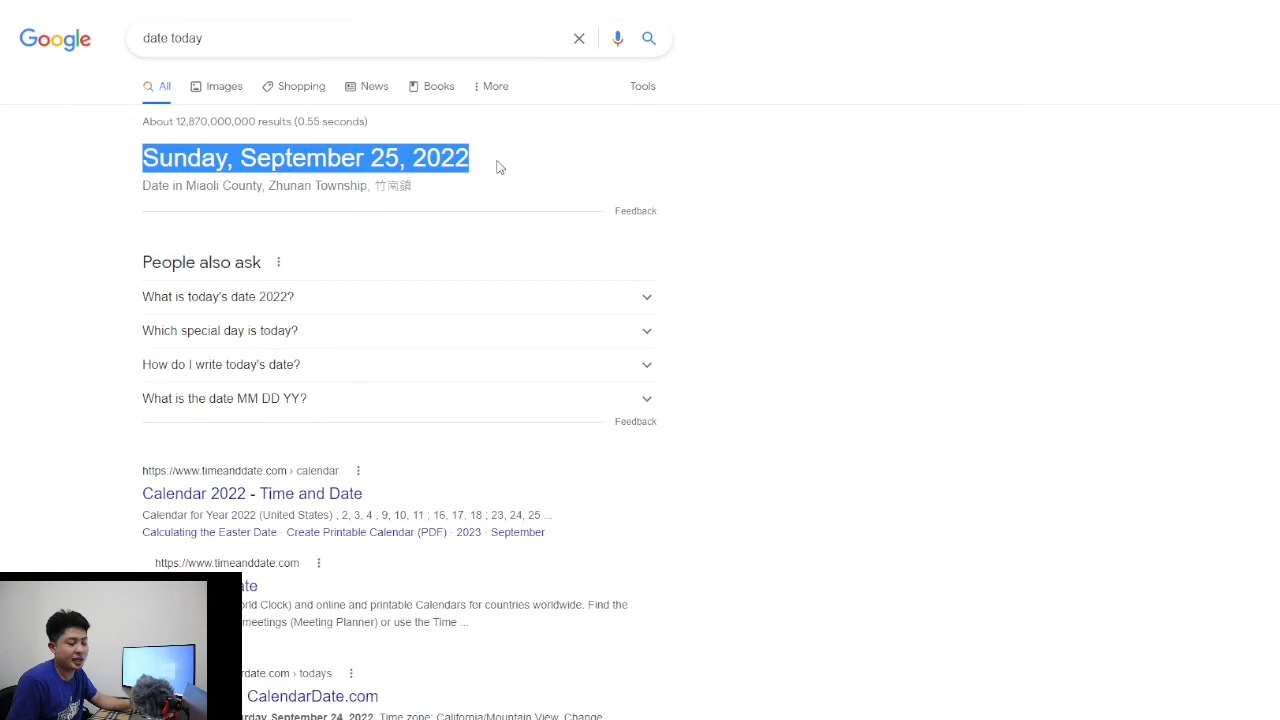 Google
date today
All Images Shopping News Books More Tools
About 12,870,000,000 results (0.55 seconds)
Sunday, September 25, 2022
Date in Miaoli County, Zhunan Township, 竹南鎮
Feedback
People also ask
What is today's date 2022?
Which special day is today?
How do I write today's date?
What is the date MM DD YY?
Feedback
https://www.timeanddate.com › calendar
Calendar 2022 - Time and Date
Calendar for Year 2022 (United States) ; 2, 3, 4 ; 9, 10, 11 ; 16, 17, 18 ; 23, 24, 25 ...
Calculating the Easter Date · Create Printable Calendar (PDF) · 2023 · September
https://www.timeanddate.com
ate
orld Clock) and online and printable Calendars for countries worldwide. Find the
meetings (Meeting Planner) or use the Time ...
rdate.com › todays
CalendarDate.com
urday, September 24, 2022. Time zone: California/Mountain View. Change